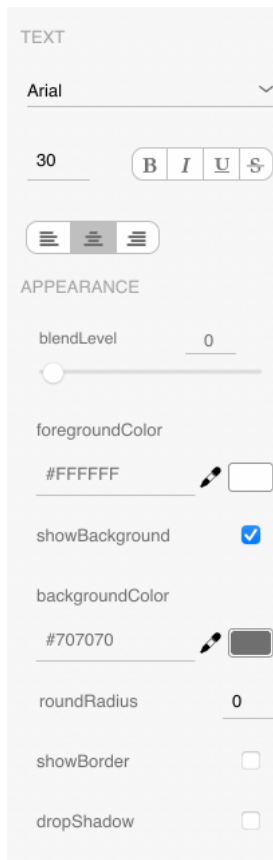 TEXT
Arial
30 B I U S
APPEARANCE
blendLevel 0
foregroundColor
#FFFFFF
showBackground
backgroundColor
#707070
roundRadius 0
showBorder
dropShadow